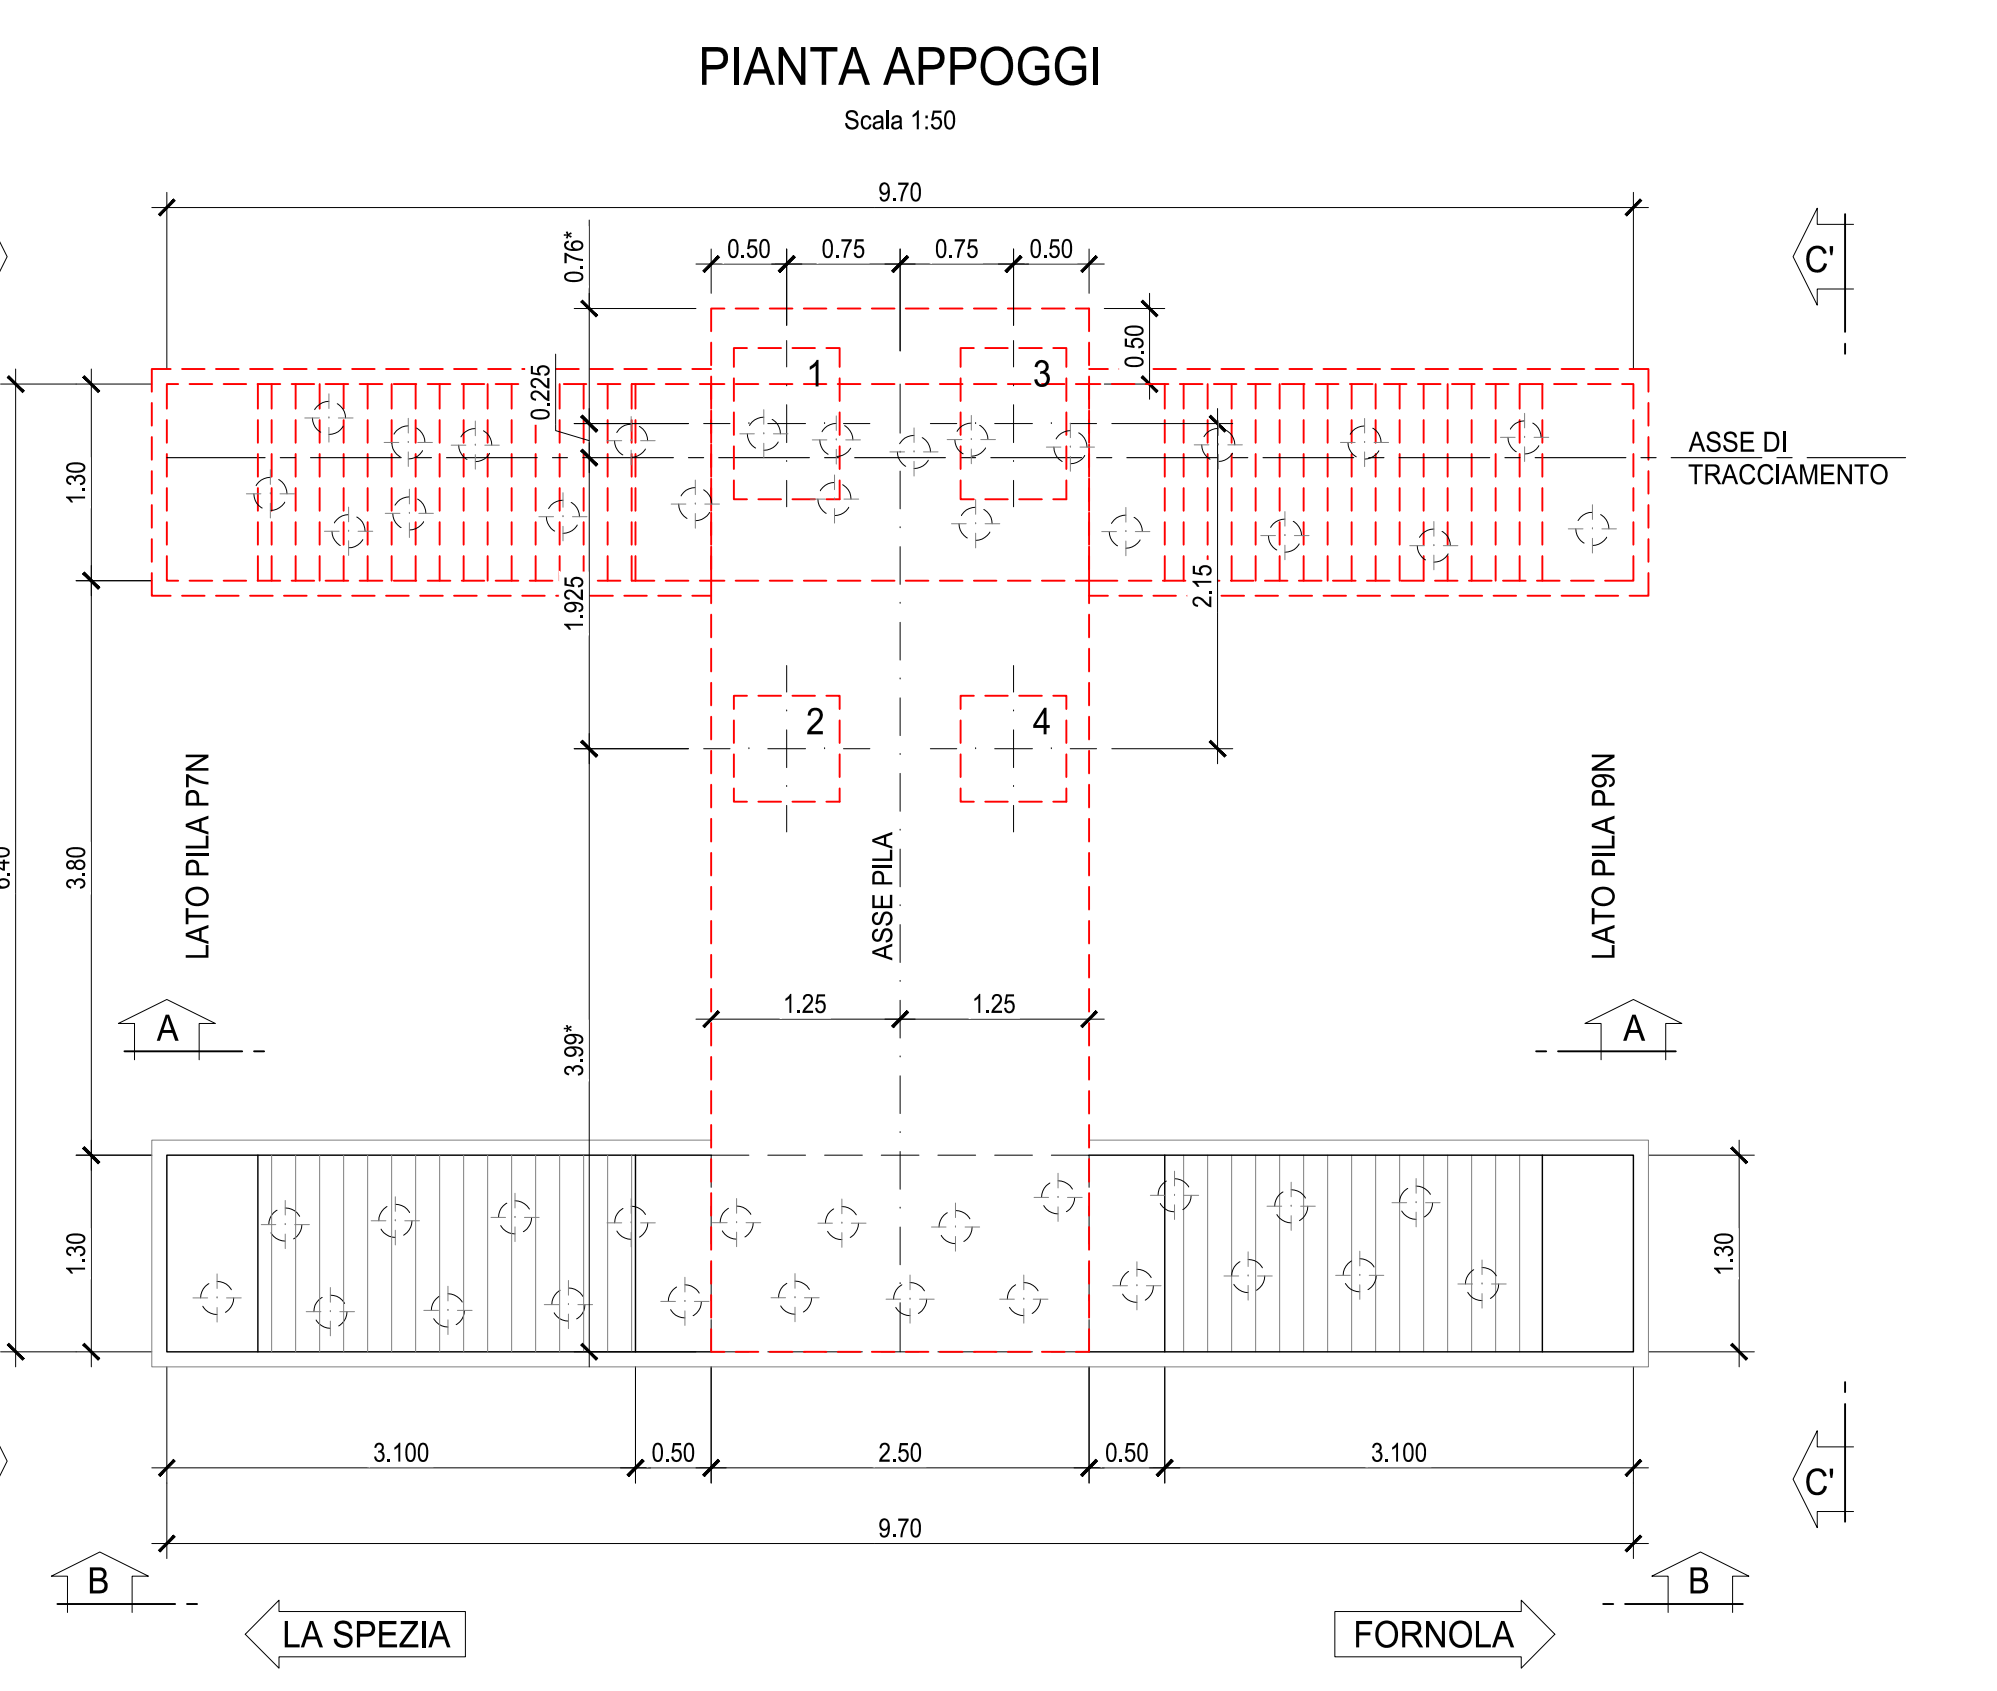 PIANTA APPOGGI
Scala 1:50
9.70
0.50
0.75
0.75
0.50
0.76*
C'
0.50
0.225
1
3
1.30
ASSE DI
TRACCIAMENTO
1.925
2.15
2
4
LATO PILA P7N
LATO PILA P9N
6.40
3.80
ASSE PILA
1.25
1.25
A
A
3.99*
1.30
1.30
3.100
0.50
2.50
0.50
3.100
C'
9.70
B
B
LA SPEZIA
FORNOLA